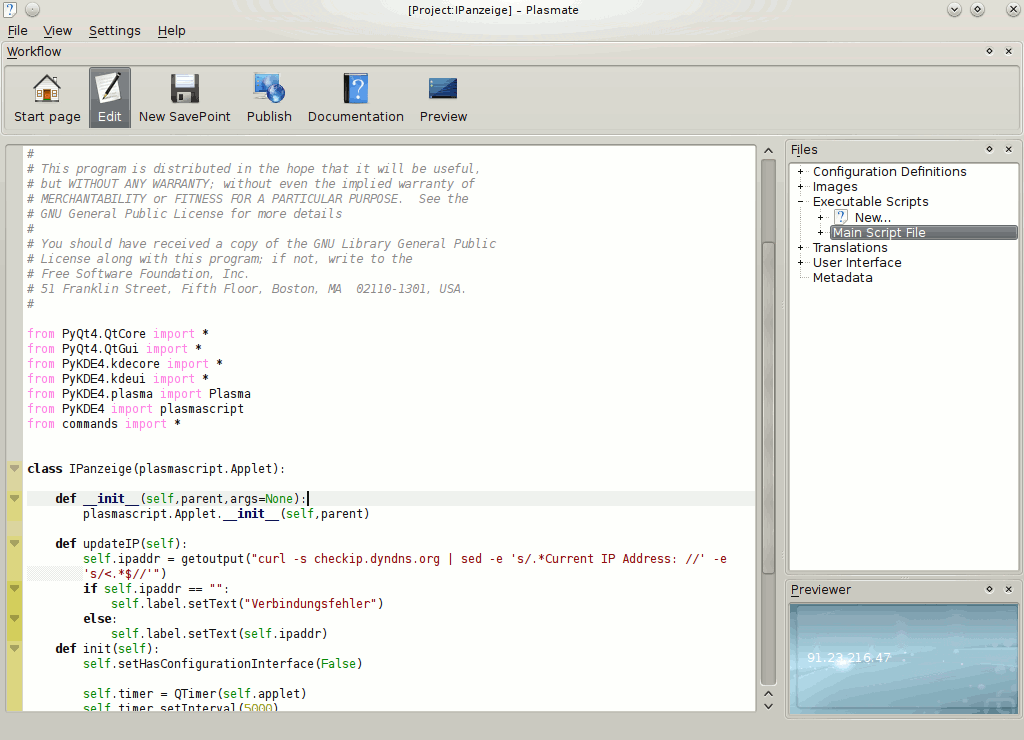 [Project:IPanzeige] – Plasmate
File View Settings Help
Workflow
Start page Edit New SavePoint Publish Documentation Preview
#
# This program is distributed in the hope that it will be useful,
# but WITHOUT ANY WARRANTY; without even the implied warranty of
# MERCHANTABILITY or FITNESS FOR A PARTICULAR PURPOSE.  See the
# GNU General Public License for more details
#
# You should have received a copy of the GNU Library General Public
# License along with this program; if not, write to the
# Free Software Foundation, Inc.
# 51 Franklin Street, Fifth Floor, Boston, MA  02110-1301, USA.
#
from PyQt4.QtCore import *
from PyQt4.QtGui import *
from PyKDE4.kdecore import *
from PyKDE4.kdeui import *
from PyKDE4.plasma import Plasma
from PyKDE4 import plasmascript
from commands import *
class IPanzeige(plasmascript.Applet):
    def __init__(self,parent,args=None):
        plasmascript.Applet.__init__(self,parent)
    def updateIP(self):
        self.ipaddr = getoutput("curl -s checkip.dyndns.org | sed -e 's/.*Current IP Address: //' -e
        's/<.*$//'")
        if self.ipaddr == "":
            self.label.setText("Verbindungsfehler")
        else:
            self.label.setText(self.ipaddr)
    def init(self):
        self.setHasConfigurationInterface(False)
        self.timer = QTimer(self.applet)
        self.timer.setInterval(5000)
Files
Configuration Definitions
Images
Executable Scripts
New...
Main Script File
Translations
User Interface
Metadata
Previewer
91.23.216.47